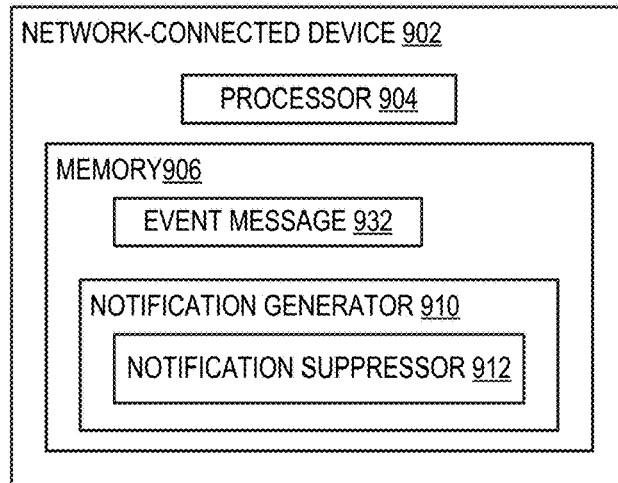 NETWORK-CONNECTED DEVICE 902
PROCESSOR 904
MEMORY906
EVENT MESSAGE 932
NOTIFICATION GENERATOR 910
NOTIFICATION SUPPRESSOR 912